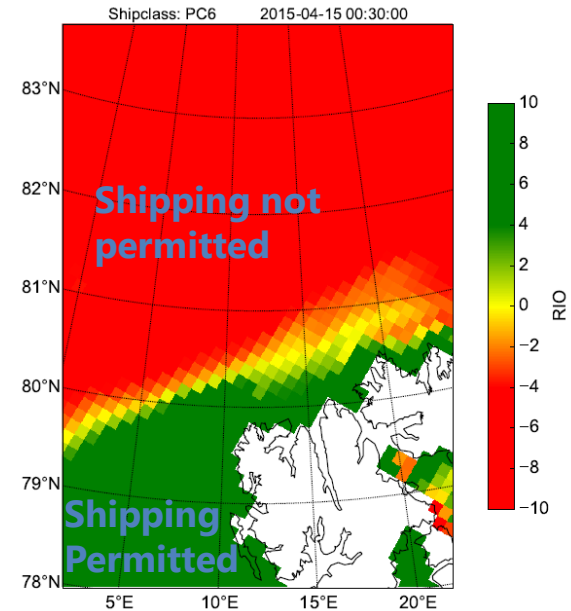 Shipclass: PC6 2015-04-15 00:30:00
83°N
82°N
81°N
80°N
79°N
78°N
5°E 10°E 15°E 20°E
Shipping not
permitted
Shipping
Permitted
10
8
6
4
2
0
−2
−4
−6
−8
−10
RIO